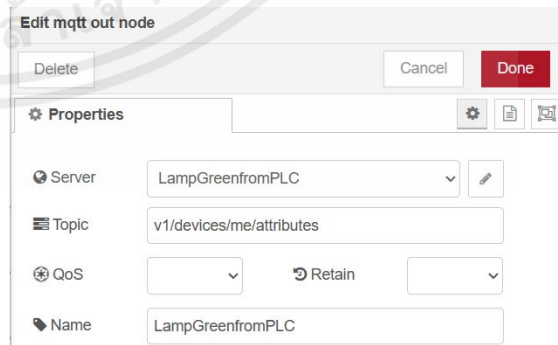 Edit mqtt out node
Delete Cancel Done
Properties
Server LampGreenfromPLC
Topic v1/devices/me/attributes
QoS Retain
Name LampGreenfromPLC